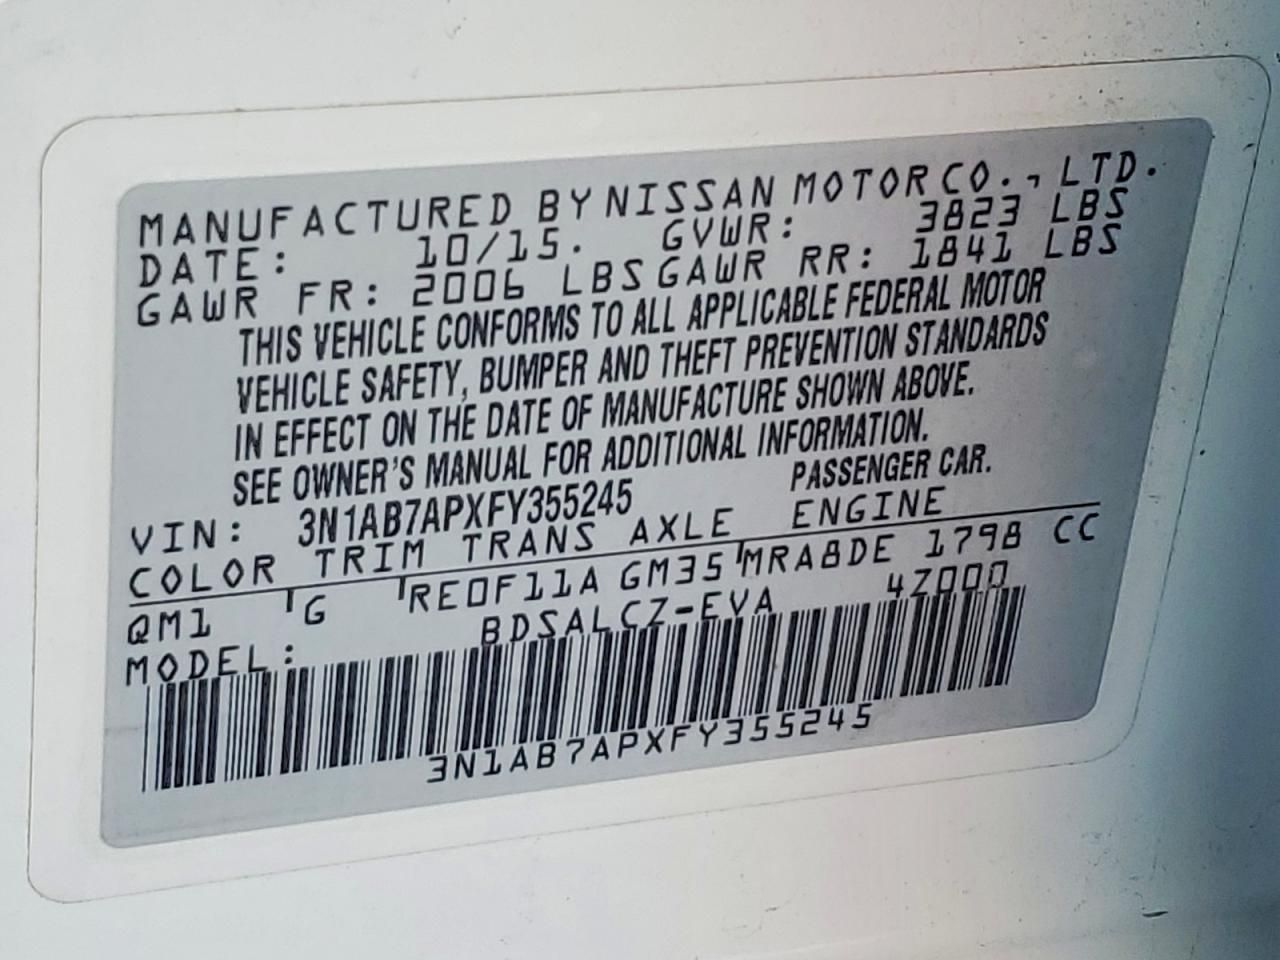 MANUFACTURED BY NISSAN MOTOR CO., LTD.
DATE: 10/15. GVWR: 3823 LBS
GAWR FR: 2006 LBS GAWR RR: 1841 LBS
THIS VEHICLE CONFORMS TO ALL APPLICABLE FEDERAL MOTOR
VEHICLE SAFETY, BUMPER AND THEFT PREVENTION STANDARDS
IN EFFECT ON THE DATE OF MANUFACTURE SHOWN ABOVE.
SEE OWNER'S MANUAL FOR ADDITIONAL INFORMATION.
VIN: 3N1AB7APXFY355245 PASSENGER CAR.
COLOR TRIM TRANS AXLE ENGINE
QM1 G RE0F11A GM35 MRA8DE 1798 CC
MODEL: BDSALCZ-EVA 4Z000
3N1AB7APXFY355245